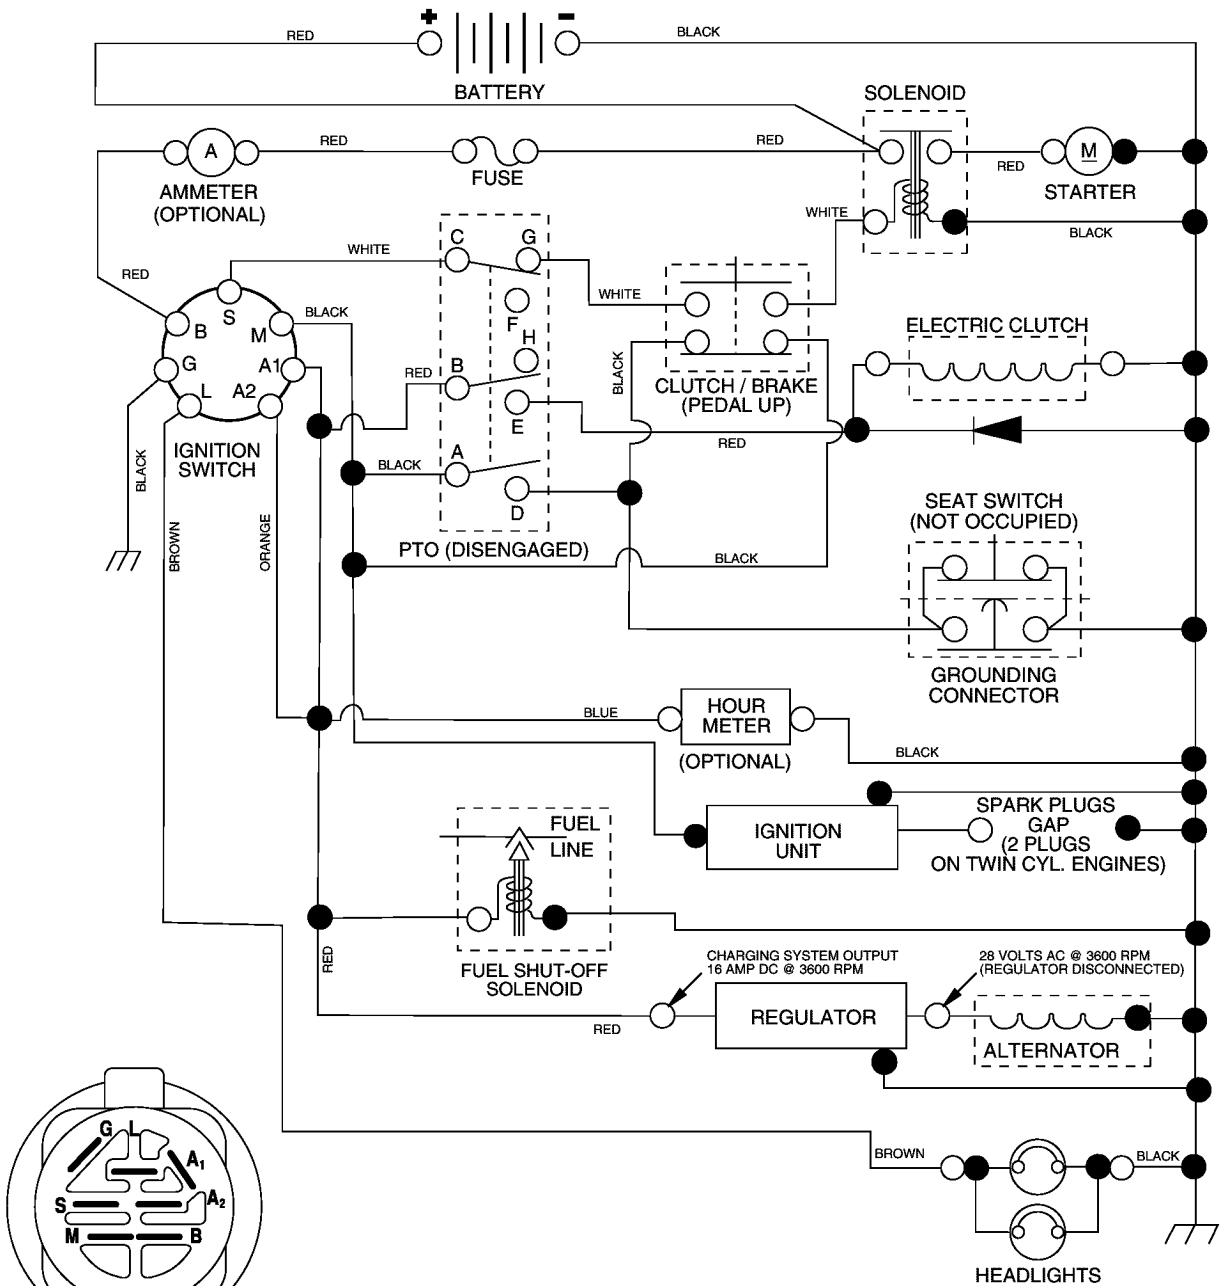 + -
RED
BLACK
BATTERY
SOLENOID
A
RED
RED
M
RED
AMMETER
(OPTIONAL)
FUSE
STARTER
WHITE
BLACK
C G
WHITE
RED
WHITE
S
BLACK
B
M
F
ELECTRIC CLUTCH
H
G
A1
L
A2
RED
B
BLACK
CLUTCH / BRAKE
(PEDAL UP)
E
RED
IGNITION
SWITCH
A
BLACK
BLACK
D
SEAT SWITCH
(NOT OCCUPIED)
BROWN
ORANGE
PTO (DISENGAGED)
BLACK
GROUNDING
CONNECTOR
BLUE
HOUR
METER
(OPTIONAL)
BLACK
SPARK PLUGS
GAP
(2 PLUGS
ON TWIN CYL. ENGINES)
IGNITION
UNIT
FUEL
LINE
RED
FUEL SHUT-OFF
SOLENOID
CHARGING SYSTEM OUTPUT
16 AMP DC @ 3600 RPM
28 VOLTS AC @ 3600 RPM
(REGULATOR DISCONNECTED)
RED
REGULATOR
ALTERNATOR
G L
A1
S
A2
M B
BROWN
BLACK
HEADLIGHTS